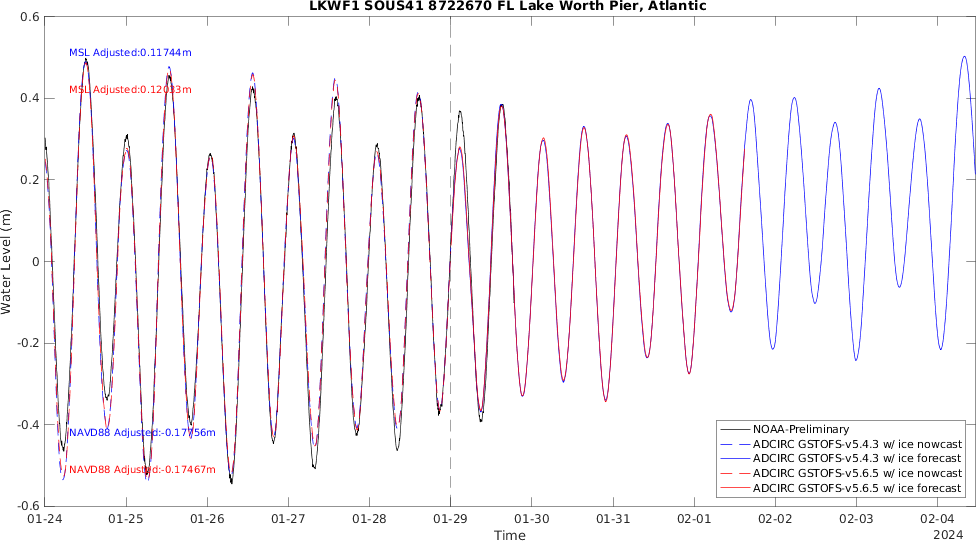 LKWF1 SOUS41 8722670 FL Lake Worth Pier, Atlantic
0.6
MSL Adjusted:0.11744m
MSL Adjusted:0.12033m
0.4
0.2
0
-0.2
-0.4
-0.6
Water Level (m)
NAVD88 Adjusted:-0.17756m
NAVD88 Adjusted:-0.17467m
NOAA-Preliminary
ADCIRC GSTOFS-v5.4.3 w/ ice nowcast
ADCIRC GSTOFS-v5.4.3 w/ ice forecast
ADCIRC GSTOFS-v5.6.5 w/ ice nowcast
ADCIRC GSTOFS-v5.6.5 w/ ice forecast
01-24 01-25 01-26 01-27 01-28 01-29 01-30 01-31 02-01 02-02 02-03 02-04
Time
2024